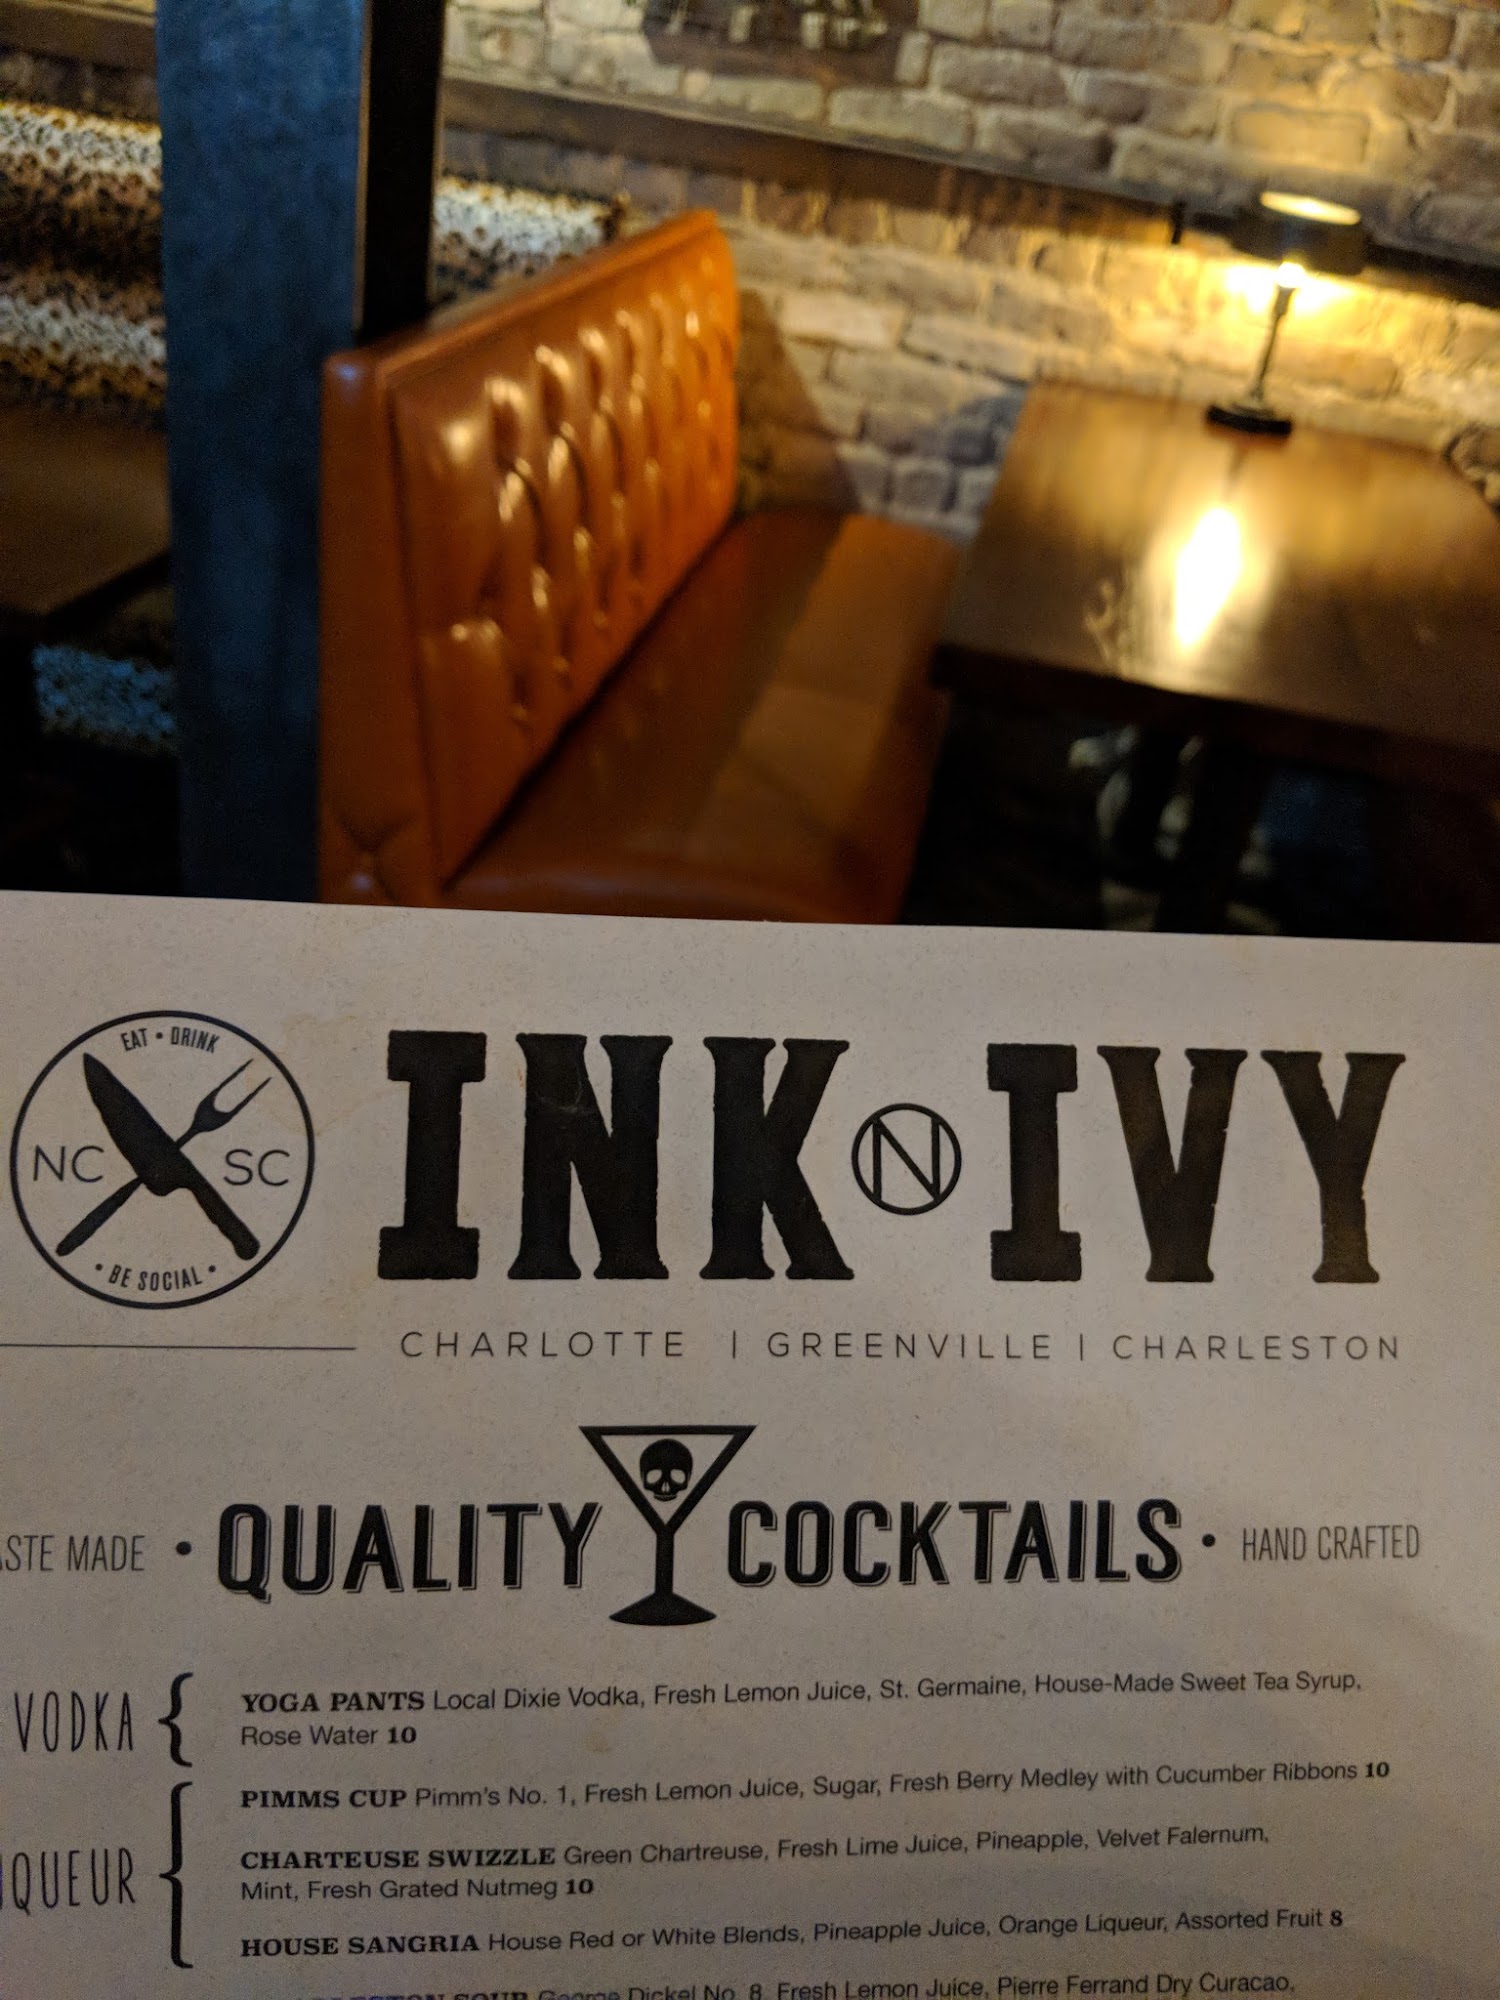 EAT • DRINK
NC SC
• BE SOCIAL •
INK N IVY
CHARLOTTE | GREENVILLE | CHARLESTON
MADE • QUALITY COCKTAILS • HAND CRAFTED
VODKA { YOGA PANTS Local Dixie Vodka, Fresh Lemon Juice, St. Germaine, House-Made Sweet Tea Syrup,
Rose Water 10
PIMMS CUP Pimm's No. 1, Fresh Lemon Juice, Sugar, Fresh Berry Medley with Cucumber Ribbons 10
CHARTEUSE SWIZZLE Green Chartreuse, Fresh Lime Juice, Pineapple, Velvet Falernum,
Mint, Fresh Grated Nutmeg 10
HOUSE SANGRIA House Red or White Blends, Pineapple Juice, Orange Liqueur, Assorted Fruit 8
George Dickel No. 8, Fresh Lemon Juice, Pierre Ferrand Dry Curacao,